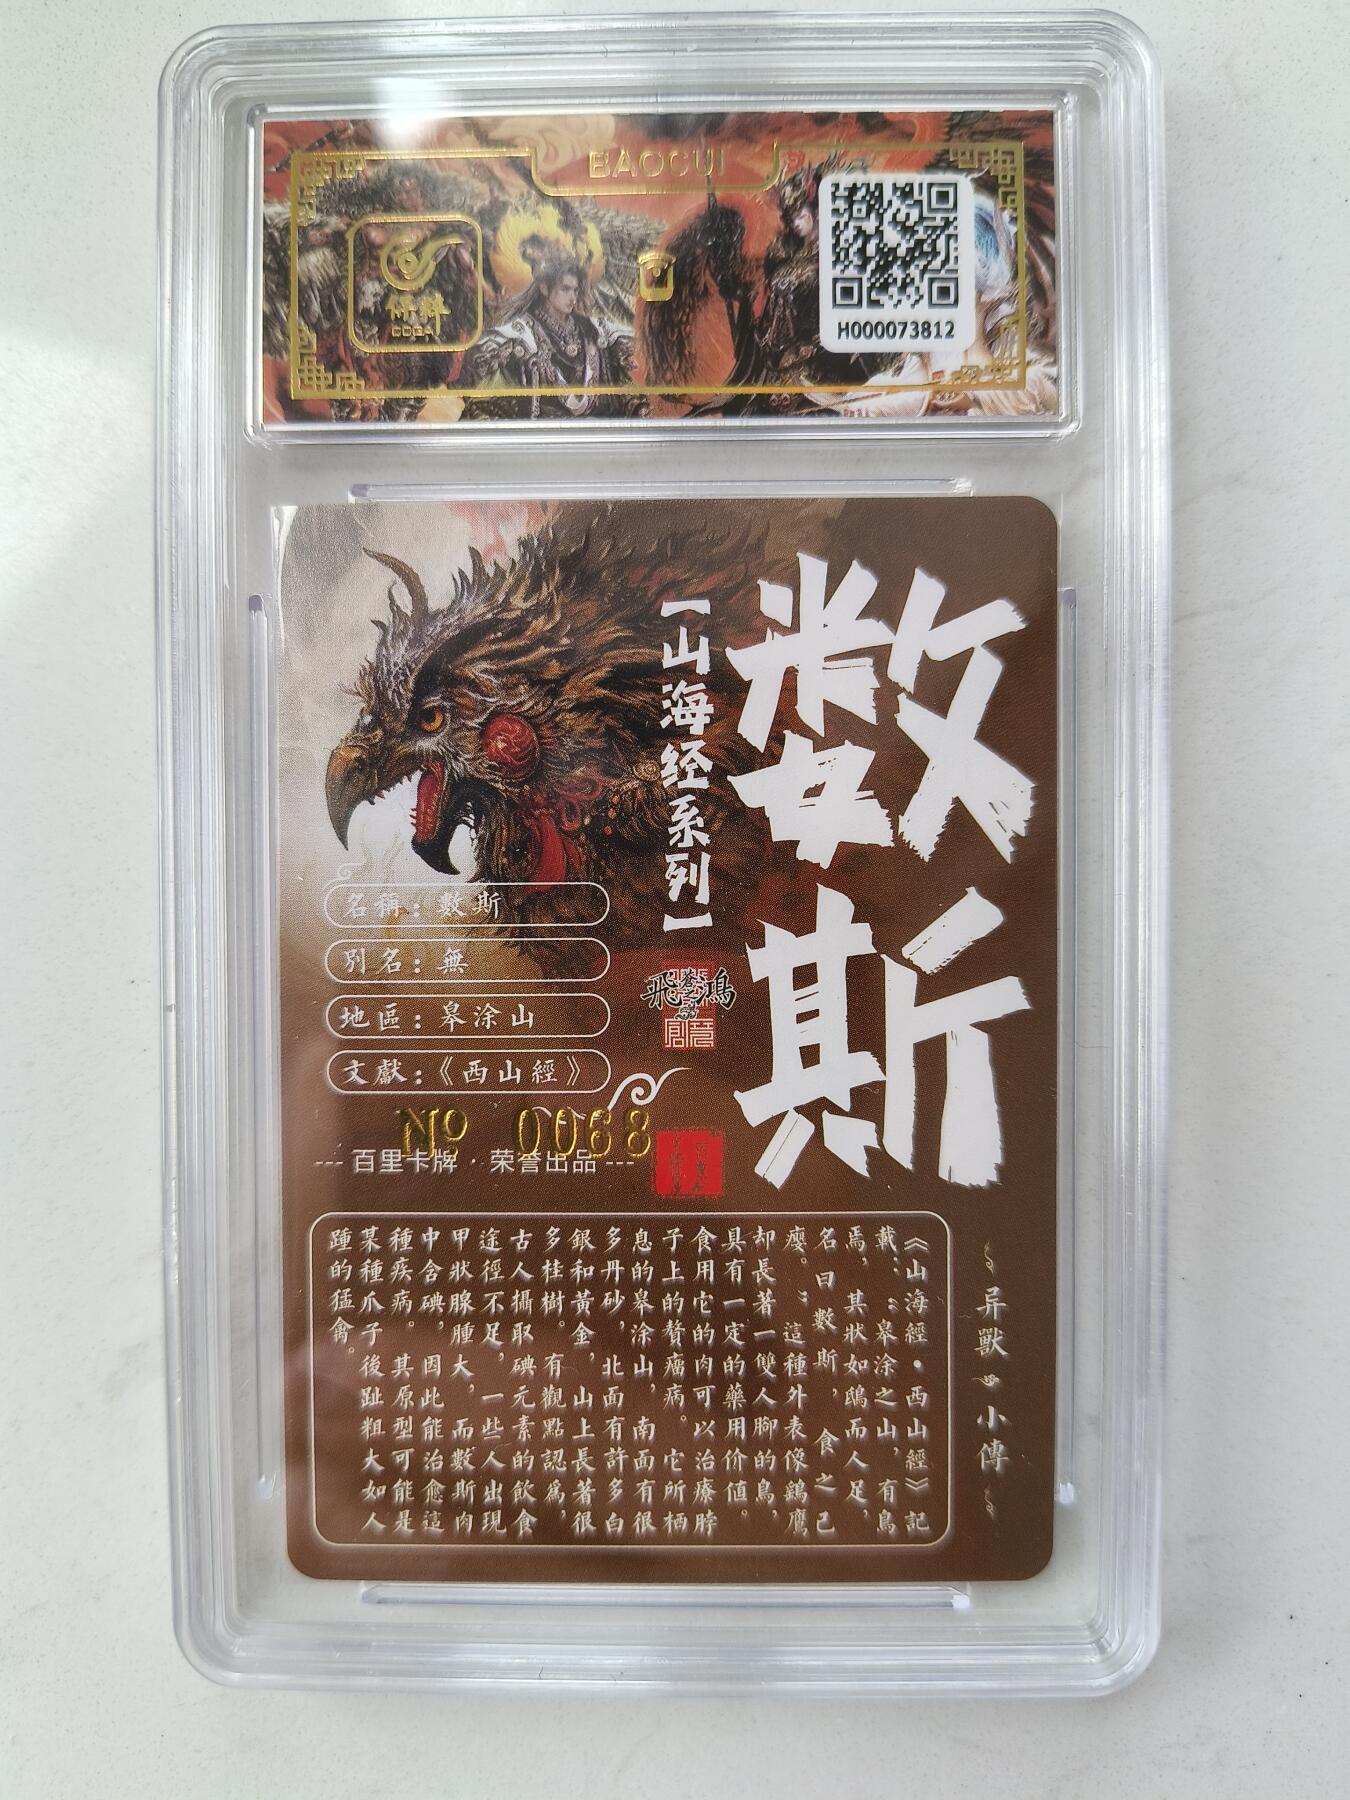 BAOCUI
H000073812
數斯
【山海经系列】
飛鴻
名稱：數斯
別名：無
地區：皋涂山
文獻：《西山經》
№ 0068
--- 百里卡牌 · 荣誉出品 ---
异獸 小傳
《山海經·西山經》記
載：“皋涂之山，有鳥
焉，其狀如鴟而人足，
名曰數斯，食之已
瘿。”這種外表像鷂鷹
却長著一雙人腳的鳥，
具有一定的藥用价值。
食用它的肉可以治療脖
子上的贅瘤病。它所栖
息的皋涂山，南面有很
多丹砂，北面有許多白
銀和黃金，山上長著很
多桂樹。有觀點認爲，
古人攝取碘元素的飲食
途徑不足，一些人出現
甲狀腺腫大，而數斯肉
中含碘，因此能治愈這
種疾病。其原型可能是
某種爪子後趾粗大如人
踵的猛禽。